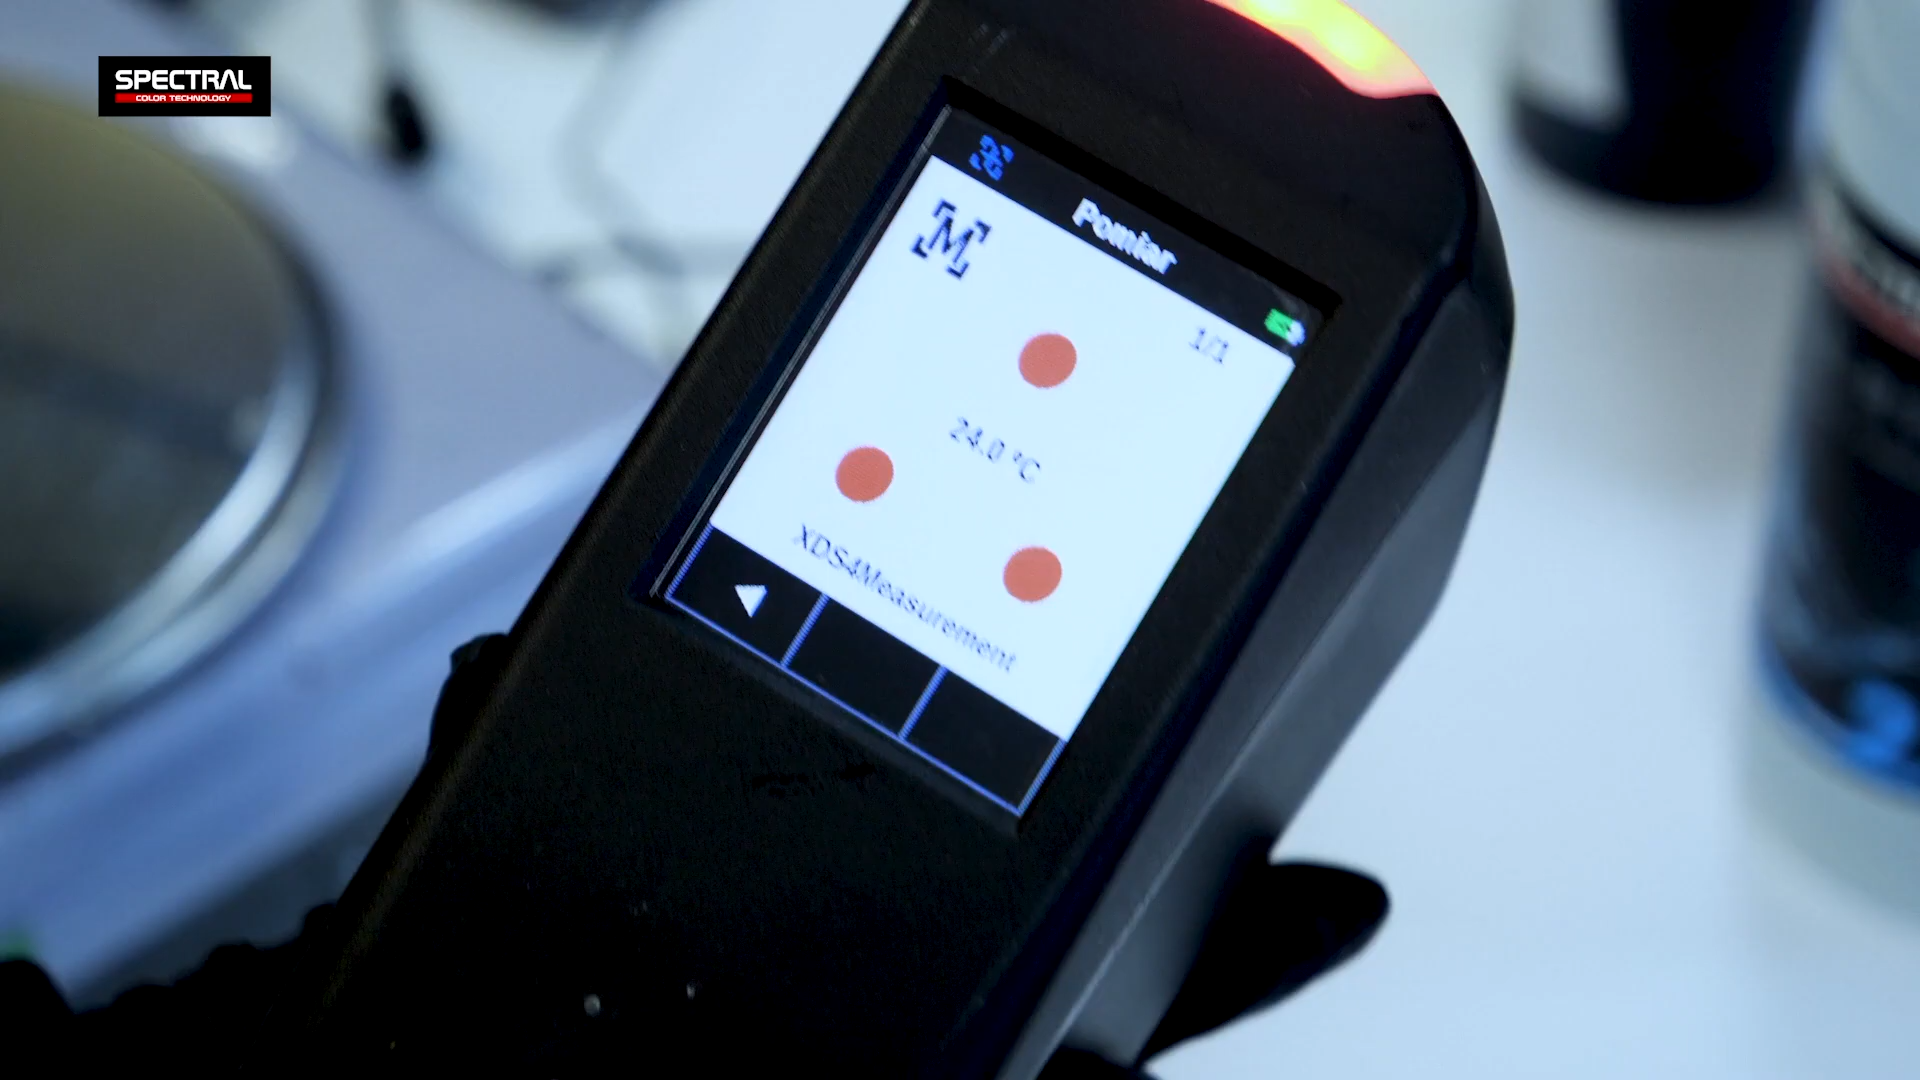 SPECTRAL
COLOR TECHNOLOGY
Pomiar
M
1/1
24.0 °C
XDS4Measurement